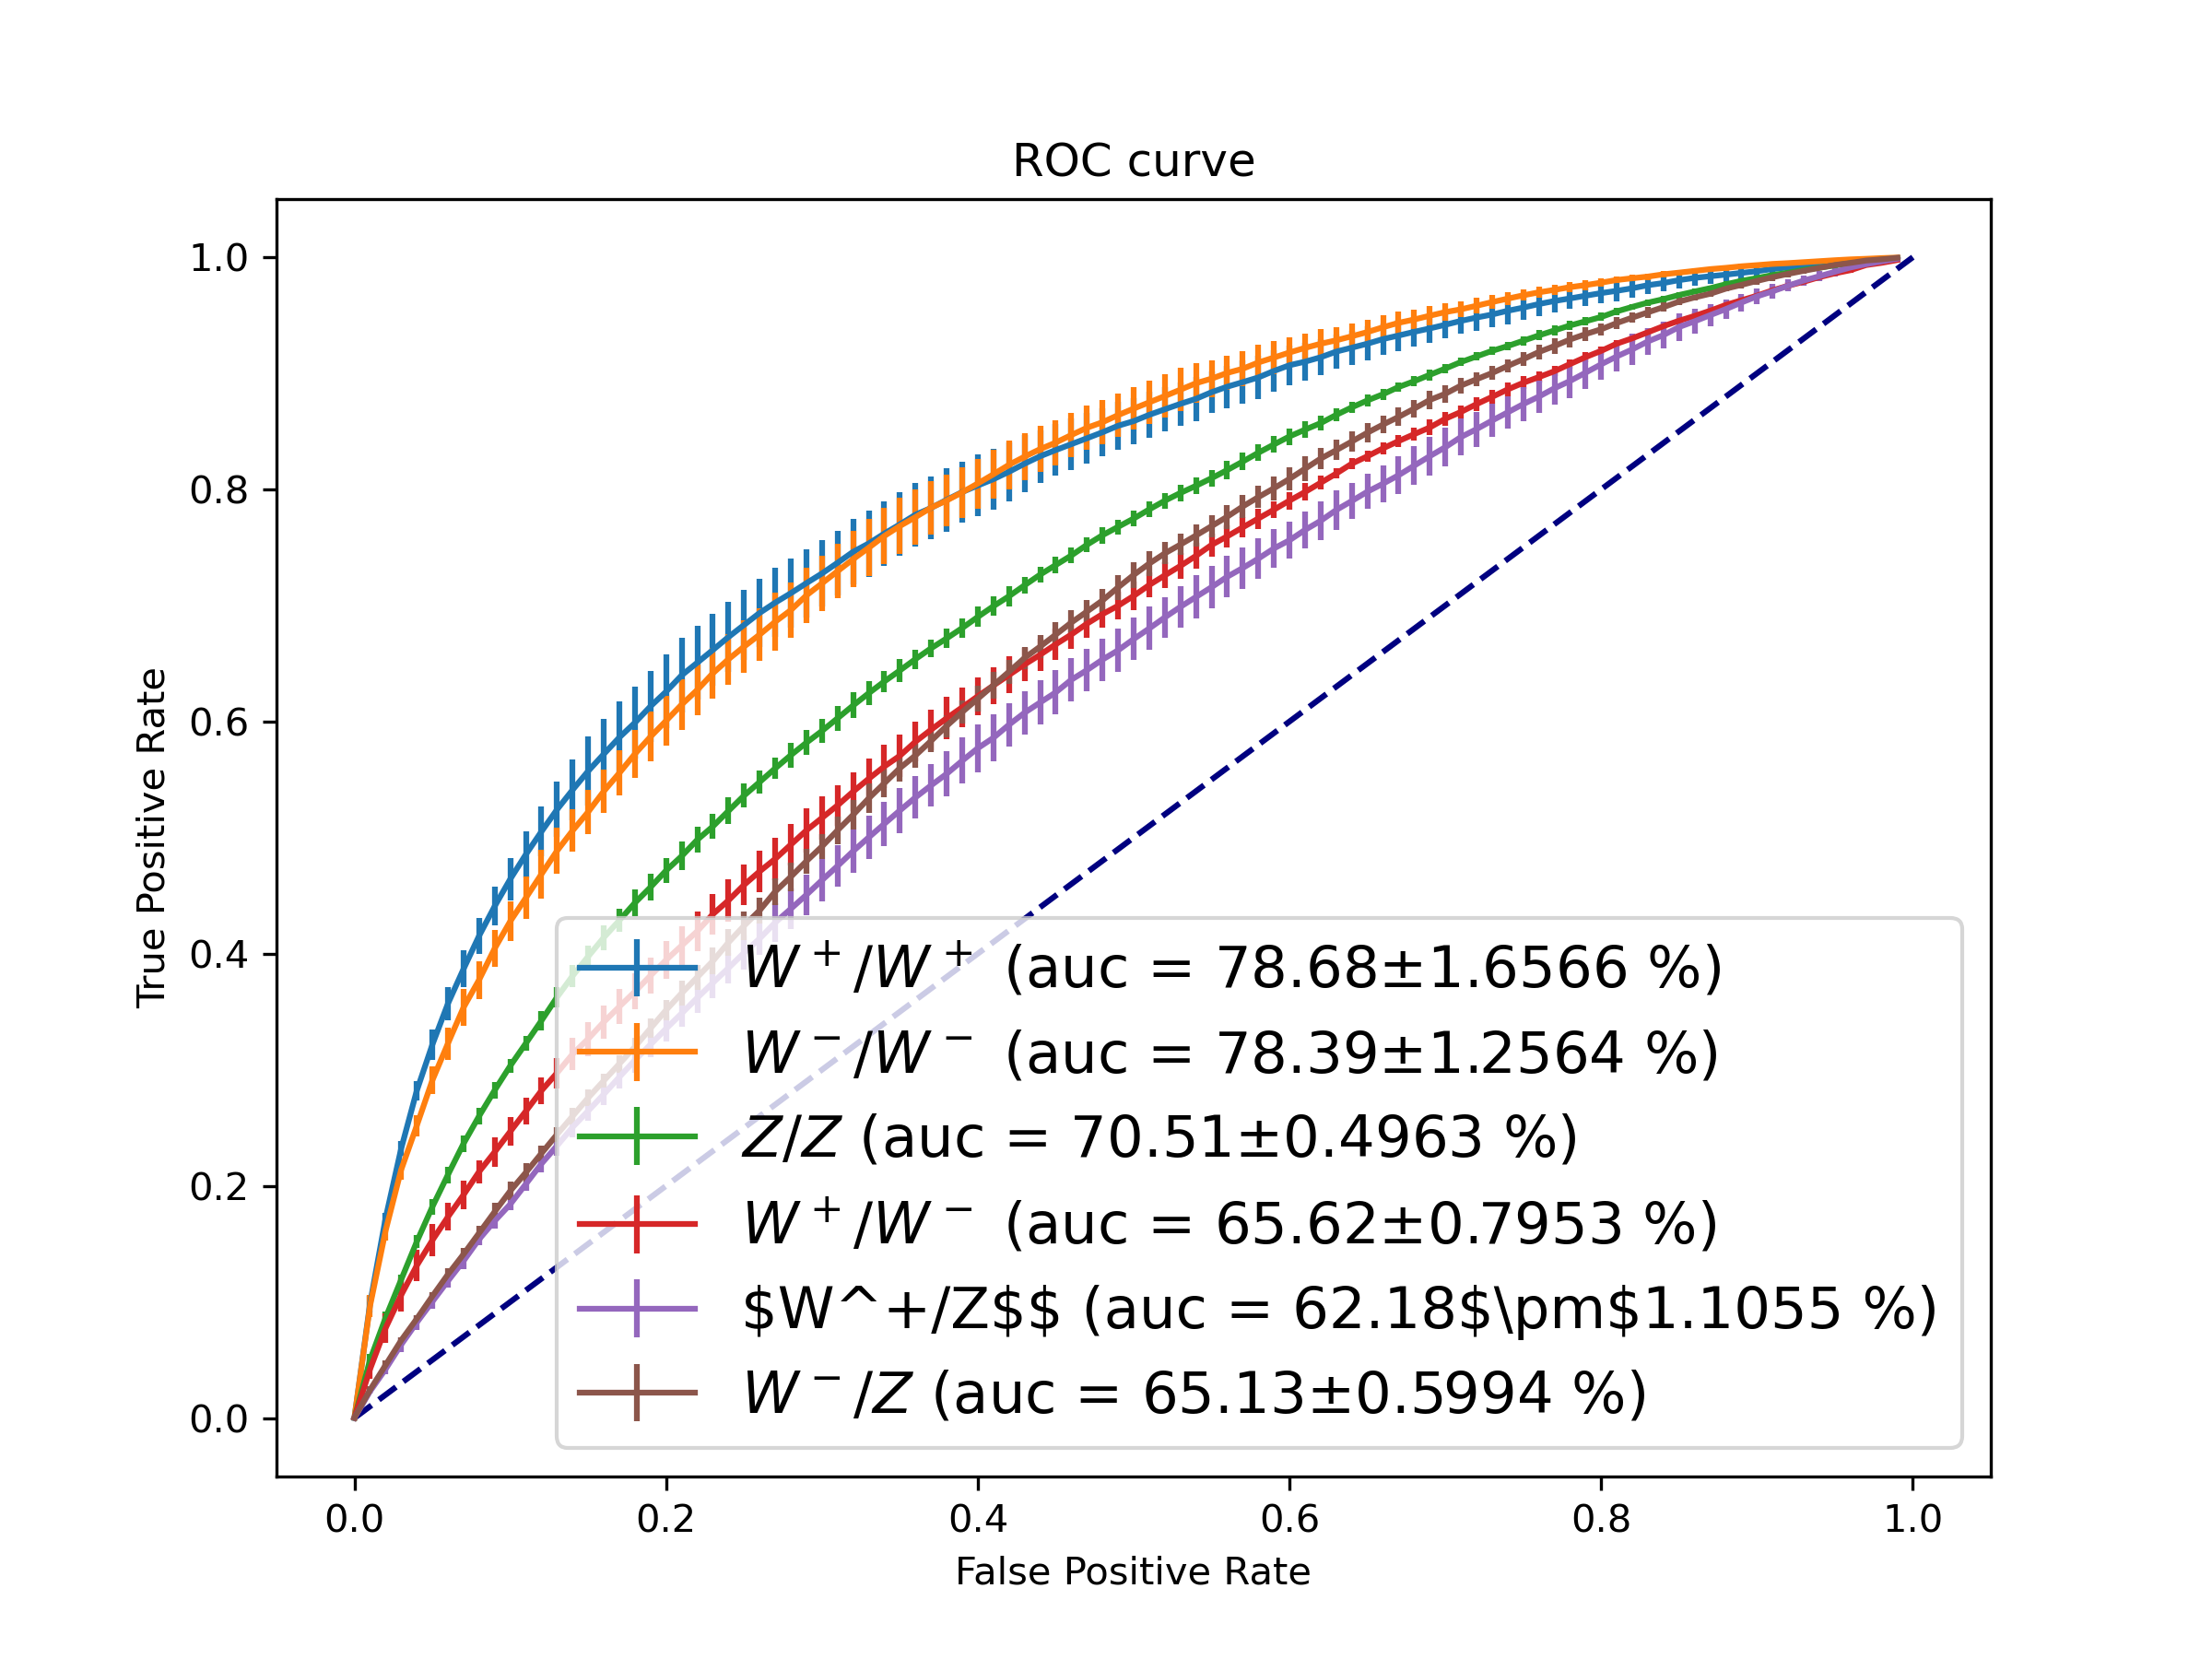 ROC curve
1.0
0.8
0.6
0.4
0.2
0.0
True Positive Rate
W⁺/W⁺ (auc = 78.68±1.6566 %)
W⁻/W⁻ (auc = 78.39±1.2564 %)
Z/Z (auc = 70.51±0.4963 %)
W⁺/W⁻ (auc = 65.62±0.7953 %)
$W^+/Z$$ (auc = 62.18$\pm$1.1055 %)
W⁻/Z (auc = 65.13±0.5994 %)
0.0 0.2 0.4 0.6 0.8 1.0
False Positive Rate